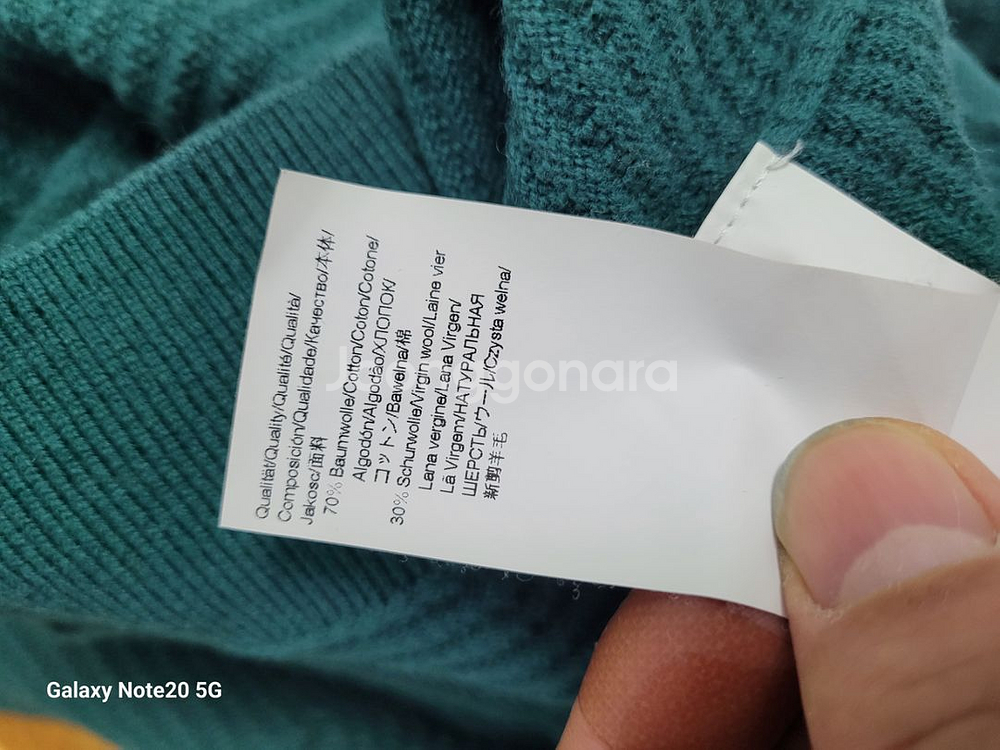 Qualität/Quality/Qualité/Qualità/
Composición/Qualidade/Качество/本体/
Jakosc/面料
70% Baumwolle/Cotton/Coton/Cotone/
Algodón/Algodão/ХЛОПОК/
コットン/Bawełna/棉
30% Schurwolle/Virgin wool/Laine vier
Lana vergine/Lana Virgen/
Lã Virgem/НАТУРАЛЬНАЯ
ШЕРСТЬ/ウール/Czysta welna/
新剪羊毛
Joonggonara
Galaxy Note20 5G